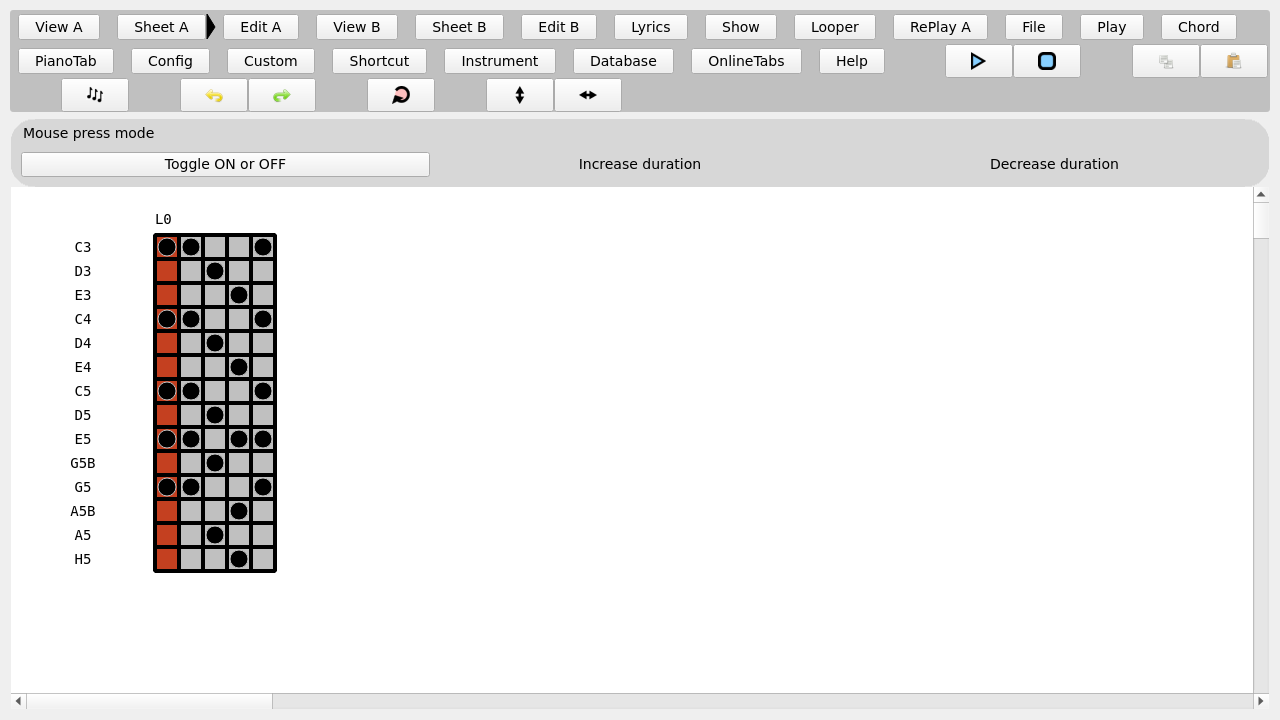 View A Sheet A Edit A View B Sheet B Edit B Lyrics Show Looper RePlay A File Play Chord
PianoTab Config Custom Shortcut Instrument Database OnlineTabs Help
Mouse press mode
Toggle ON or OFF Increase duration Decrease duration
L0
C3
D3
E3
C4
D4
E4
C5
D5
E5
G5B
G5
A5B
A5
H5